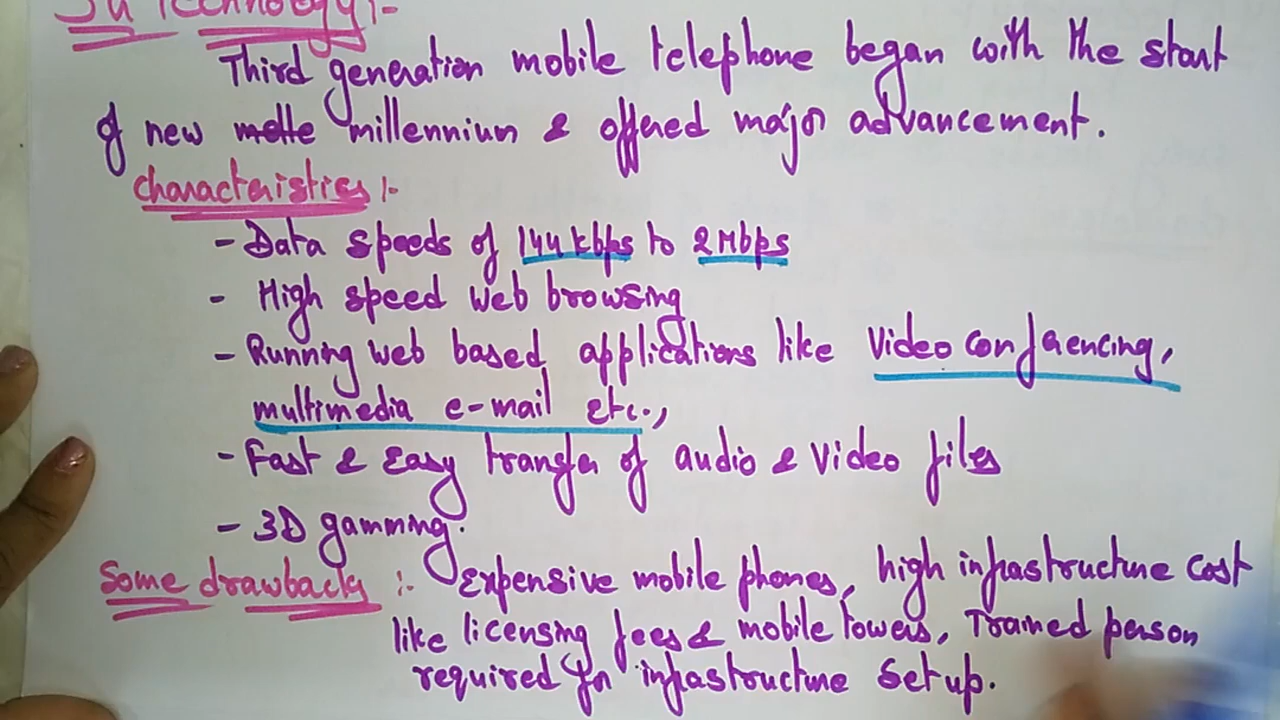 3G Technology :-
Third generation mobile telephone began with the start
of new millennium & offered major advancement.
characteristics :-
- Data speeds of 144 kbps to 2 Mbps
- High speed web browsing
- Running web based applications like video conferencing,
multimedia e-mail etc.,
- Fast & Easy transfer of audio & video files
- 3D gamming.
Some drawbacks :- Expensive mobile phones, high infrastructure cost
like licensing fees & mobile towers, Trained person
required for infrastructure setup.